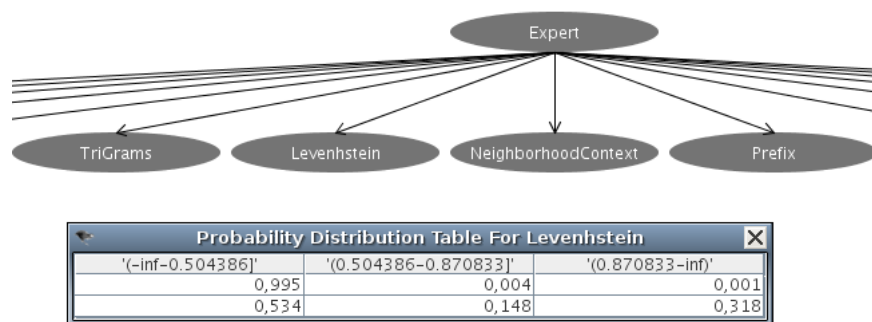 Expert
TriGrams Levenhstein NeighborhoodContext Prefix
Probability Distribution Table For Levenhstein
'(-inf-0.504386]' '(0.504386-0.870833]' '(0.870833-inf)'
0,995 0,004 0,001
0,534 0,148 0,318